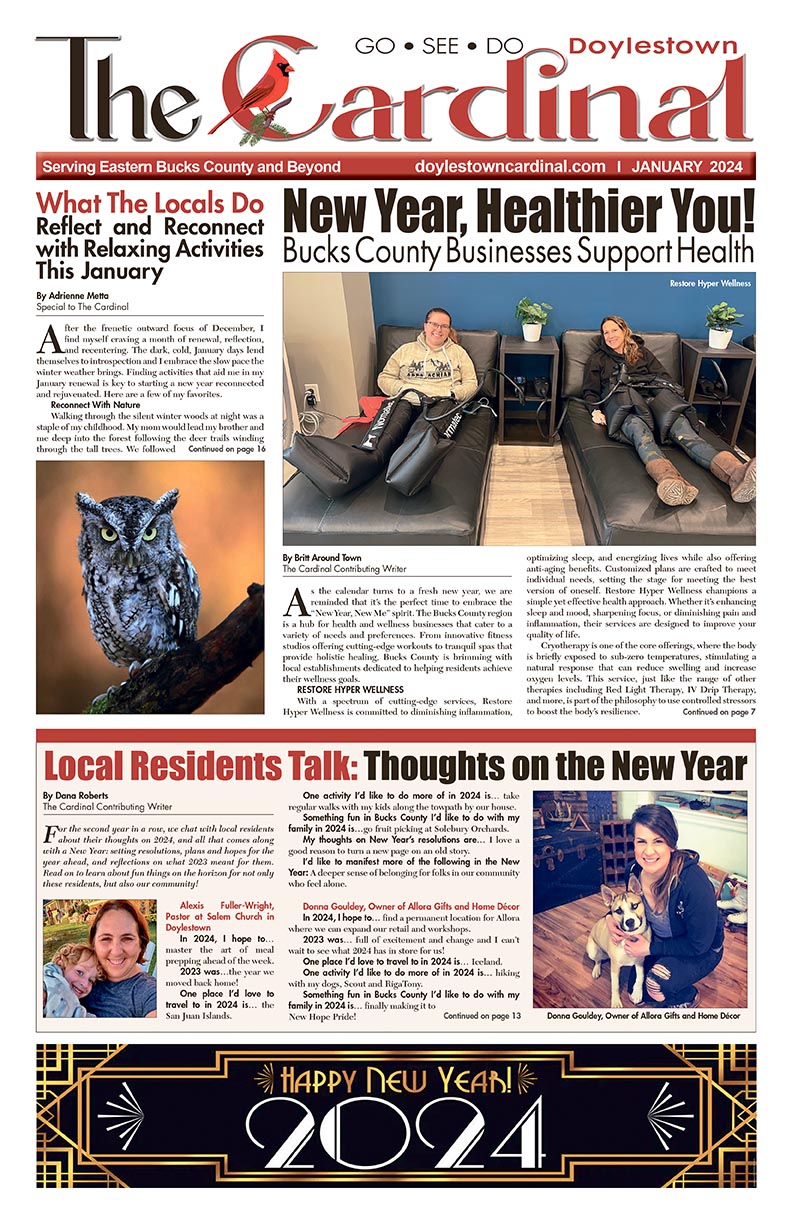 GO • SEE • DO Doylestown
The Cardinal
Serving Eastern Bucks County and Beyond doylestowncardinal.com I JANUARY 2024
What The Locals Do
Reflect and Reconnect
with Relaxing Activities
This January
By Adrienne Metta
Special to The Cardinal
After the frenetic outward focus of December, I
find myself craving a month of renewal, reflection,
and recentering. The dark, cold, January days lend
themselves to introspection and I embrace the slow pace the
winter weather brings. Finding activities that aid me in my
January renewal is key to starting a new year reconnected
and rejuvenated. Here are a few of my favorites.
Reconnect With Nature
Walking through the silent winter woods at night was a
staple of my childhood. My mom would lead my brother and
me deep into the forest following the deer trails winding
through the tall trees. We followed Continued on page 16
New Year, Healthier You!
Bucks County Businesses Support Health
Restore Hyper Wellness
By Britt Around Town
The Cardinal Contributing Writer
As the calendar turns to a fresh new year, we are
reminded that it's the perfect time to embrace the
"New Year, New Me" spirit. The Bucks County region
is a hub for health and wellness businesses that cater to a
variety of needs and preferences. From innovative fitness
studios offering cutting-edge workouts to tranquil spas that
provide holistic healing, Bucks County is brimming with
local establishments dedicated to helping residents achieve
their wellness goals.
RESTORE HYPER WELLNESS
With a spectrum of cutting-edge services, Restore
Hyper Wellness is committed to diminishing inflammation,
optimizing sleep, and energizing lives while also offering
anti-aging benefits. Customized plans are crafted to meet
individual needs, setting the stage for meeting the best
version of oneself. Restore Hyper Wellness champions a
simple yet effective health approach. Whether it's enhancing
sleep and mood, sharpening focus, or diminishing pain and
inflammation, their services are designed to improve your
quality of life.
Cryotherapy is one of the core offerings, where the body
is briefly exposed to sub-zero temperatures, stimulating a
natural response that can reduce swelling and increase
oxygen levels. This service, just like the range of other
therapies including Red Light Therapy, IV Drip Therapy,
and more, is part of the philosophy to use controlled stressors
to boost the body's resilience. Continued on page 7
Local Residents Talk: Thoughts on the New Year
By Dana Roberts
The Cardinal Contributing Writer
For the second year in a row, we chat with local residents
about their thoughts on 2024, and all that comes along
with a New Year: setting resolutions, plans and hopes for the
year ahead, and reflections on what 2023 meant for them.
Read on to learn about fun things on the horizon for not only
these residents, but also our community!
Alexis Fuller-Wright,
Pastor at Salem Church in
Doylestown
In 2024, I hope to…
master the art of meal
prepping ahead of the week.
2023 was…the year we
moved back home!
One place I'd love to
travel to in 2024 is… the
San Juan Islands.
One activity I'd like to do more of in 2024 is… take
regular walks with my kids along the towpath by our house.
Something fun in Bucks County I'd like to do with my
family in 2024 is…go fruit picking at Solebury Orchards.
My thoughts on New Year's resolutions are… I love a
good reason to turn a new page on an old story.
I'd like to manifest more of the following in the New
Year: A deeper sense of belonging for folks in our community
who feel alone.
Donna Gouldey, Owner of Allora Gifts and Home Décor
In 2024, I hope to… find a permanent location for Allora
where we can expand our retail and workshops.
2023 was… full of excitement and change and I can't
wait to see what 2024 has in store for us!
One place I'd love to travel to in 2024 is… Iceland.
One activity I'd like to do more of in 2024 is… hiking
with my dogs, Scout and RigaTony.
Something fun in Bucks County I'd like to do with my
family in 2024 is… finally making it to
New Hope Pride! Continued on page 13
Donna Gouldey, Owner of Allora Gifts and Home Décor
HAPPY NEW YEAR!
2024